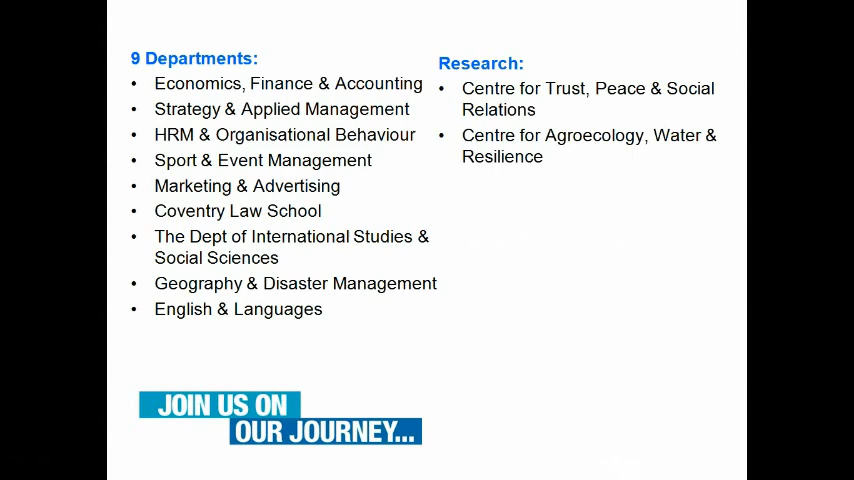 9 Departments:
• Economics, Finance & Accounting
• Strategy & Applied Management
• HRM & Organisational Behaviour
• Sport & Event Management
• Marketing & Advertising
• Coventry Law School
• The Dept of International Studies &
Social Sciences
• Geography & Disaster Management
• English & Languages
Research:
• Centre for Trust, Peace & Social
Relations
• Centre for Agroecology, Water &
Resilience
JOIN US ON
OUR JOURNEY...